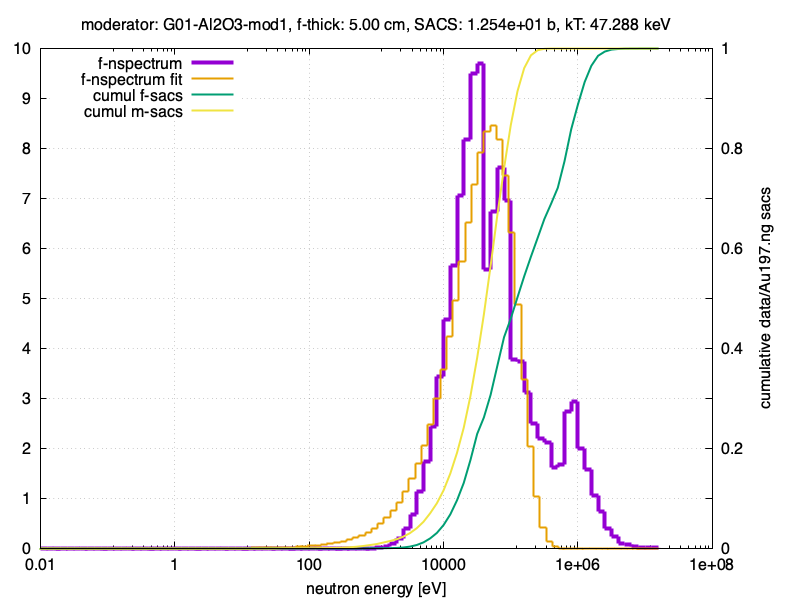 moderator: G01-Al2O3-mod1, f-thick: 5.00 cm, SACS: 1.254e+01 b, kT: 47.288 keV
f-nspectrum
f-nspectrum fit
cumul f-sacs
cumul m-sacs
10
9
8
7
6
5
4
3
2
1
0
1
0.8
0.6
0.4
0.2
0
cumulative data/Au197.ng sacs
0.01
1
100
10000
1e+06
1e+08
neutron energy [eV]